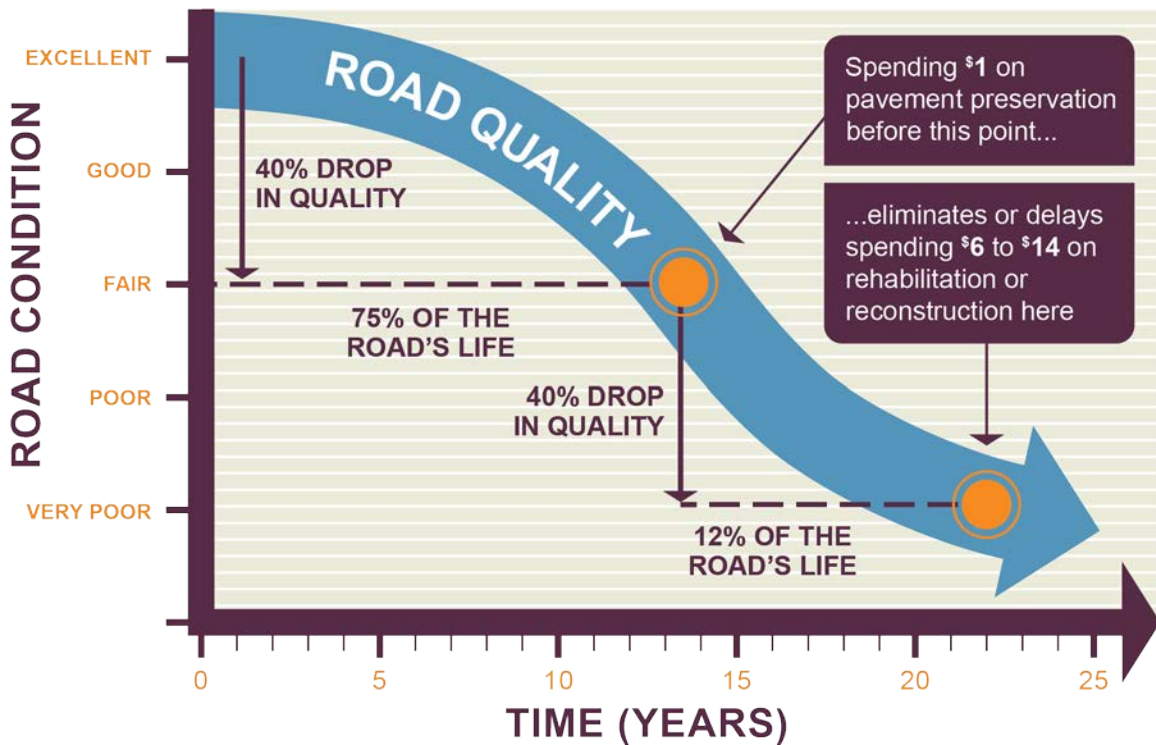 ROAD CONDITION
EXCELLENT
GOOD
FAIR
POOR
VERY POOR
ROAD QUALITY
40% DROP
IN QUALITY
75% OF THE
ROAD'S LIFE
40% DROP
IN QUALITY
12% OF THE
ROAD'S LIFE
Spending $1 on
pavement preservation
before this point...
...eliminates or delays
spending $6 to $14 on
rehabilitation or
reconstruction here
0 5 10 15 20 25
TIME (YEARS)